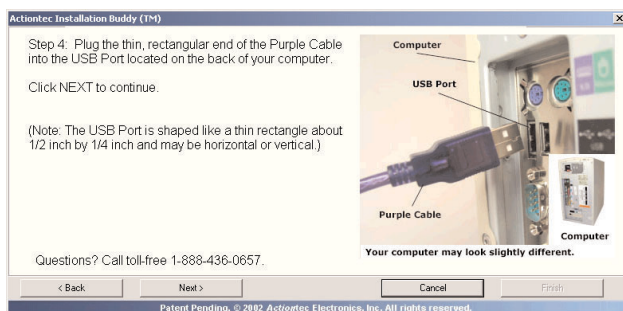 Actiontec Installation Buddy (TM)
Step 4: Plug the thin, rectangular end of the Purple Cable
into the USB Port located on the back of your computer.
Click NEXT to continue.
(Note: The USB Port is shaped like a thin rectangle about
1/2 inch by 1/4 inch and may be horizontal or vertical.)
Questions? Call toll-free 1-888-436-0657.
Computer
USB Port
Purple Cable
Computer
Your computer may look slightly different.
< Back
Next >
Cancel
Finish
Patent Pending. © 2002 Actiontec Electronics, Inc. All rights reserved.